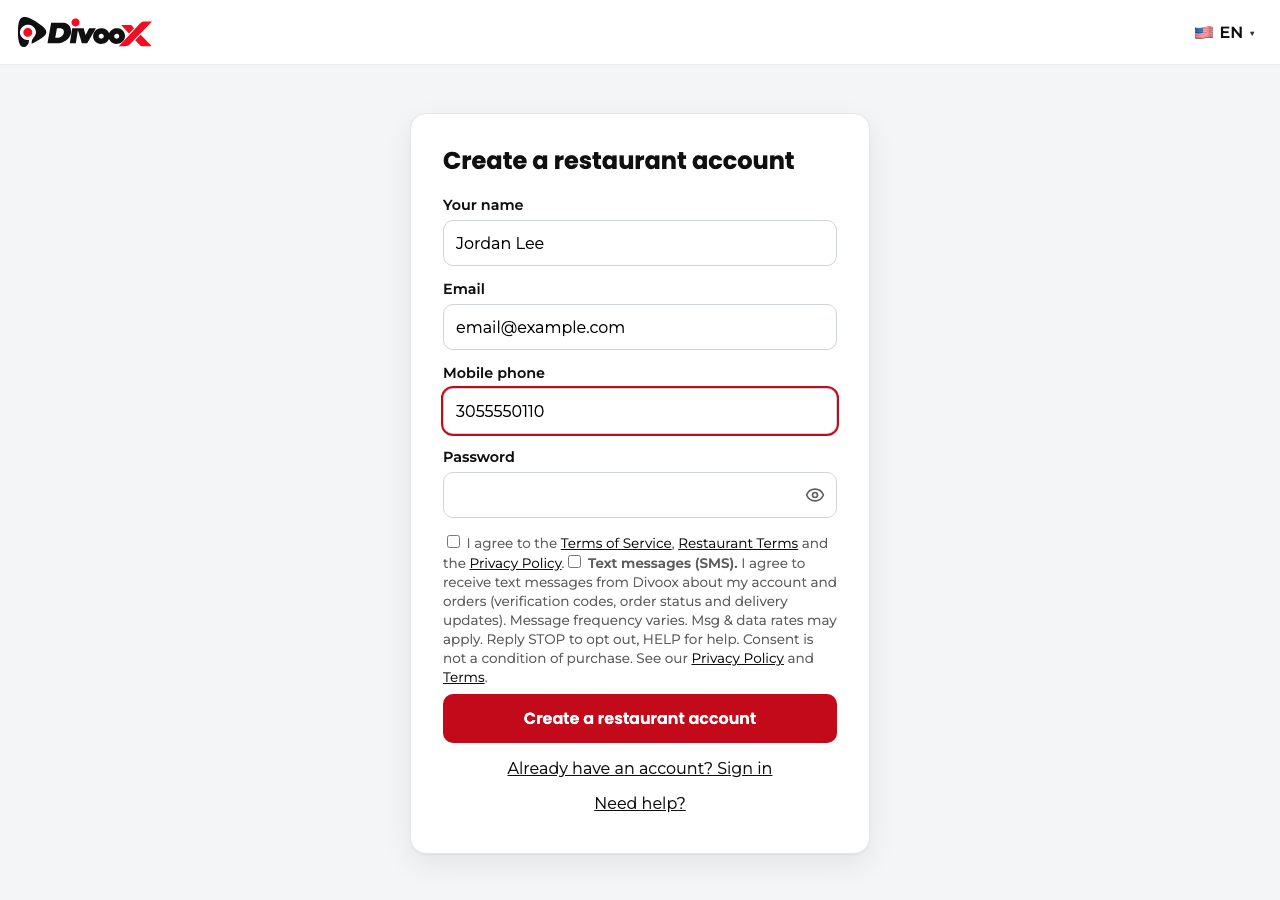 DivooX
🇺🇸 EN ▾
Create a restaurant account
Your name
Jordan Lee
Email
email@example.com
Mobile phone
3055550110
Password
I agree to the Terms of Service, Restaurant Terms and
the Privacy Policy. Text messages (SMS). I agree to
receive text messages from Divoox about my account and
orders (verification codes, order status and delivery
updates). Message frequency varies. Msg & data rates may
apply. Reply STOP to opt out, HELP for help. Consent is
not a condition of purchase. See our Privacy Policy and
Terms.
Create a restaurant account
Already have an account? Sign in
Need help?